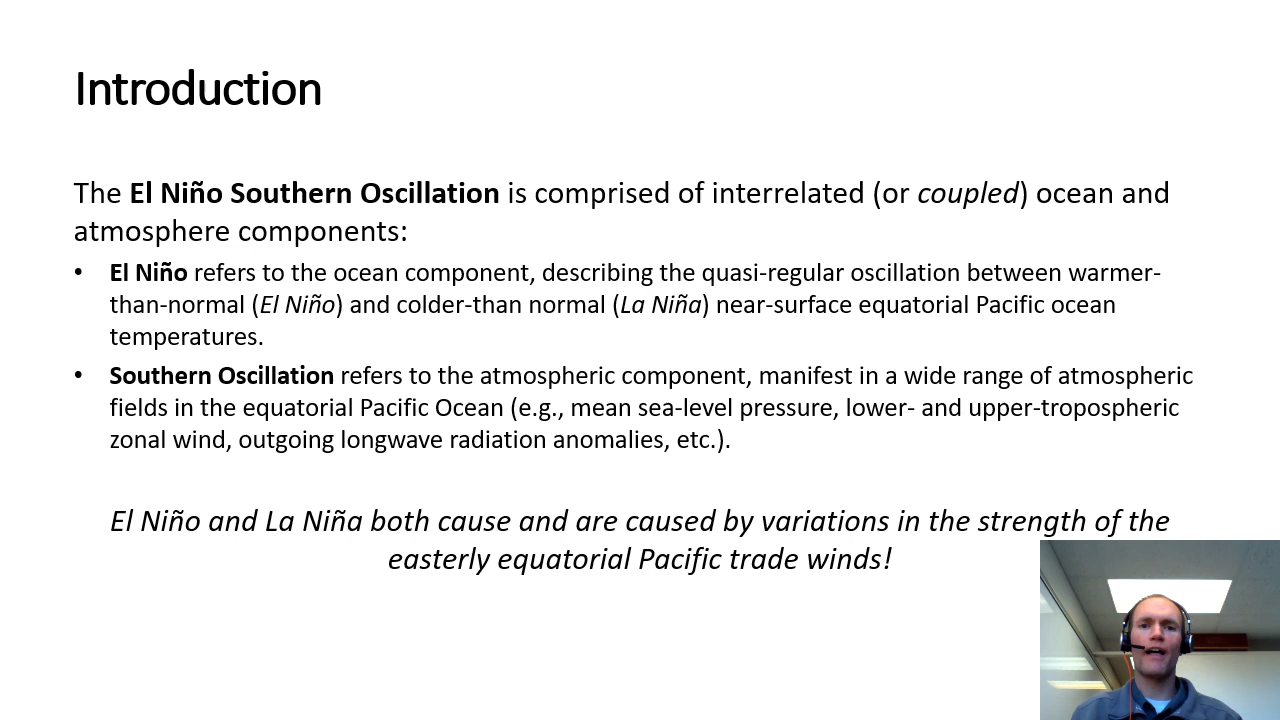 Introduction
The El Niño Southern Oscillation is comprised of interrelated (or coupled) ocean and
atmosphere components:
• El Niño refers to the ocean component, describing the quasi-regular oscillation between warmer-
than-normal (El Niño) and colder-than normal (La Niña) near-surface equatorial Pacific ocean
temperatures.
• Southern Oscillation refers to the atmospheric component, manifest in a wide range of atmospheric
fields in the equatorial Pacific Ocean (e.g., mean sea-level pressure, lower- and upper-tropospheric
zonal wind, outgoing longwave radiation anomalies, etc.).
El Niño and La Niña both cause and are caused by variations in the strength of the
easterly equatorial Pacific trade winds!